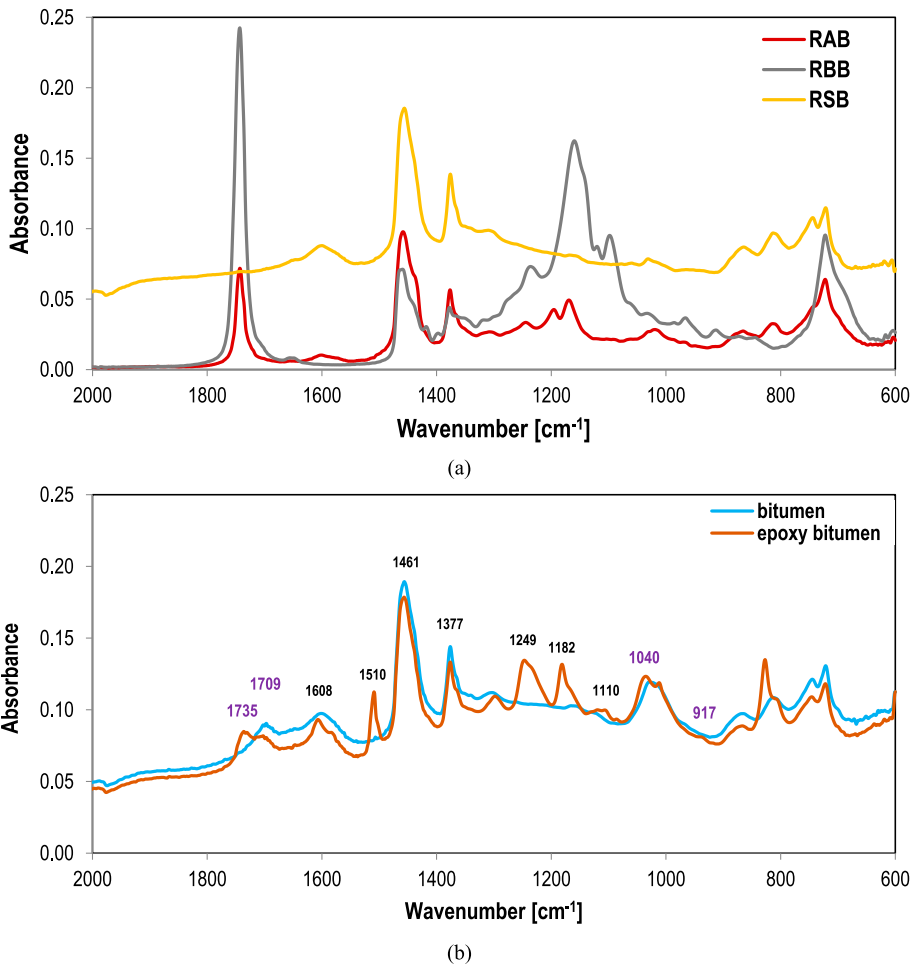 0.25
0.20
0.15
0.10
0.05
0.00
Absorbance
RAB
RBB
RSB
2000 1800 1600 1400 1200 1000 800 600
Wavenumber [cm⁻¹]
(a)
0.25
0.20
0.15
0.10
0.05
0.00
Absorbance
bitumen
epoxy bitumen
1461
1377
1249
1182
1040
1709
1608
1510
1735
1110
917
2000 1800 1600 1400 1200 1000 800 600
Wavenumber [cm⁻¹]
(b)